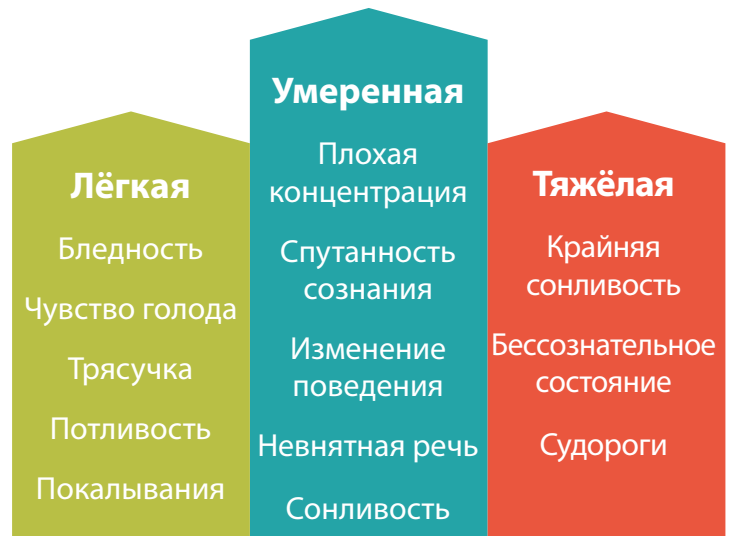 Лёгкая
Бледность
Чувство голода
Трясучка
Потливость
Покалывания
Умеренная
Плохая
концентрация
Спутанность
сознания
Изменение
поведения
Невнятная речь
Сонливость
Тяжёлая
Крайняя
сонливость
Бессознательное
состояние
Судороги